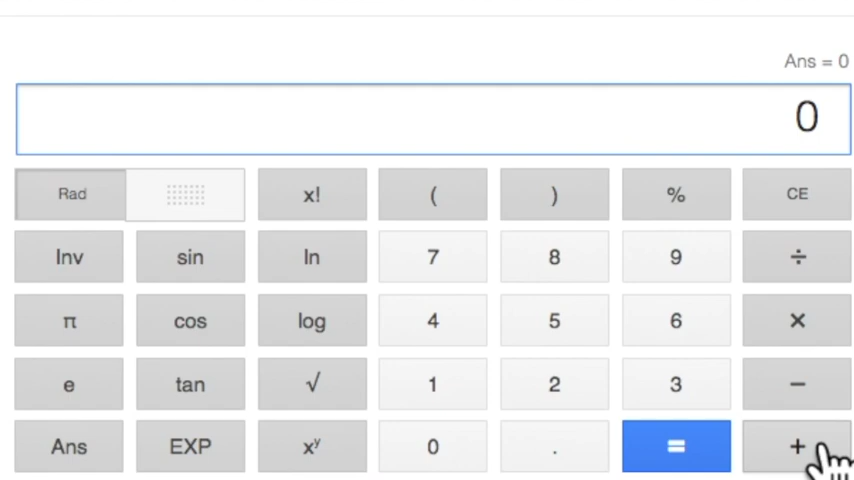 Ans = 0
0
Rad x! ( ) % CE
Inv sin ln 7 8 9 ÷
π cos log 4 5 6 ×
e tan √ 1 2 3 −
Ans EXP xʸ 0 . = +